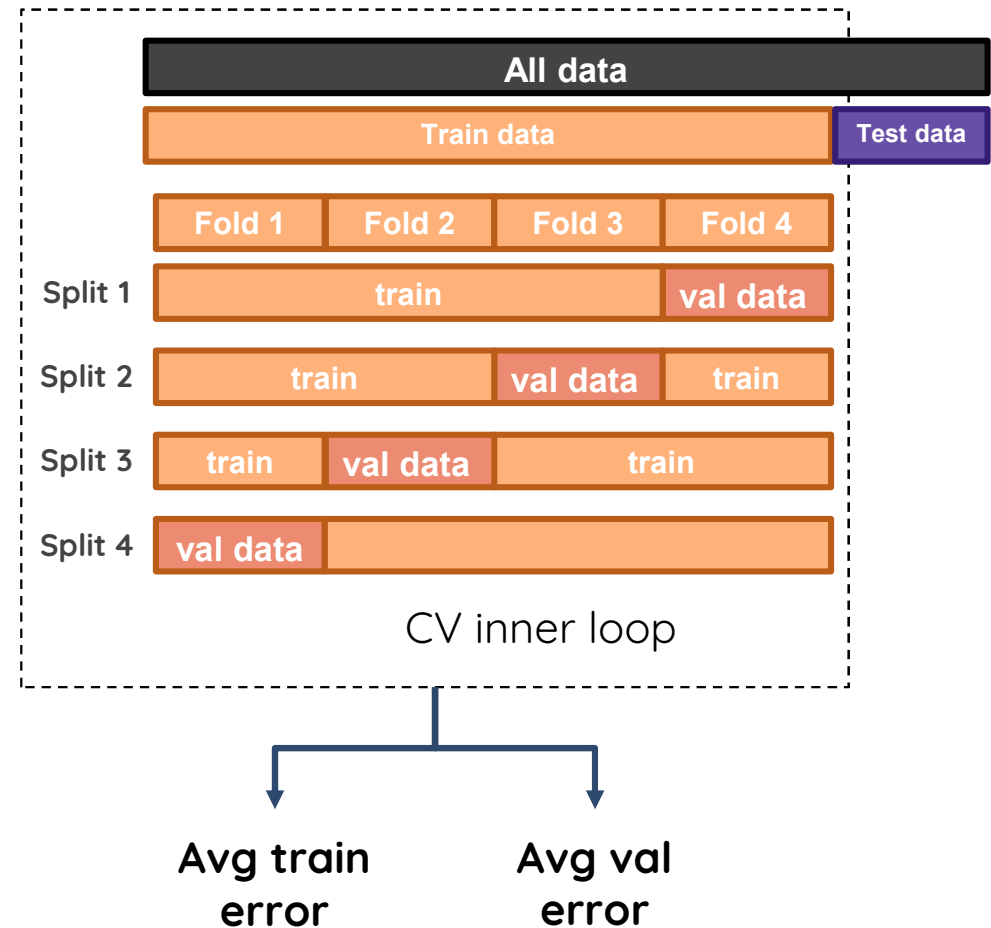 All data
Train data Test data
Fold 1 Fold 2 Fold 3 Fold 4
Split 1 train val data
Split 2 train val data train
Split 3 train val data train
Split 4 val data
CV inner loop
Avg train error
Avg val error